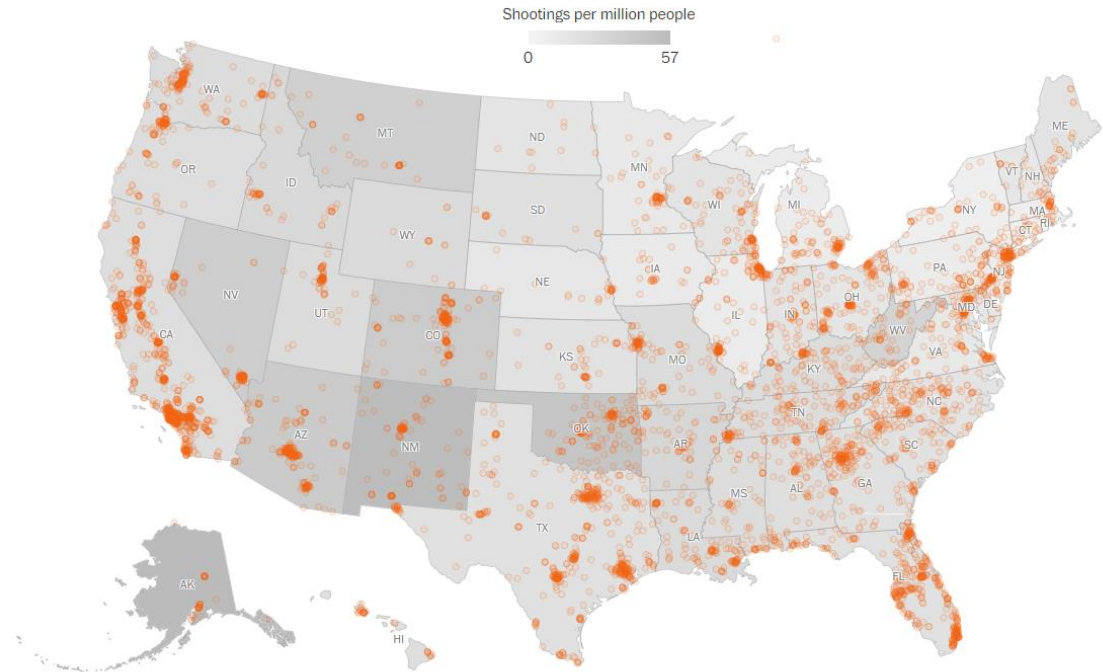 Shootings per million people
0 57
WA
MT
ND
MN
ME
OR
ID
SD
WI
MI
VT
NH
NY
MA
RI
CT
WY
IA
NE
PA
NJ
NV
UT
CO
IL
IN
OH
MD
DE
WV
CA
KS
MO
KY
VA
AZ
NM
OK
AR
TN
NC
SC
MS
AL
GA
TX
LA
FL
AK
HI